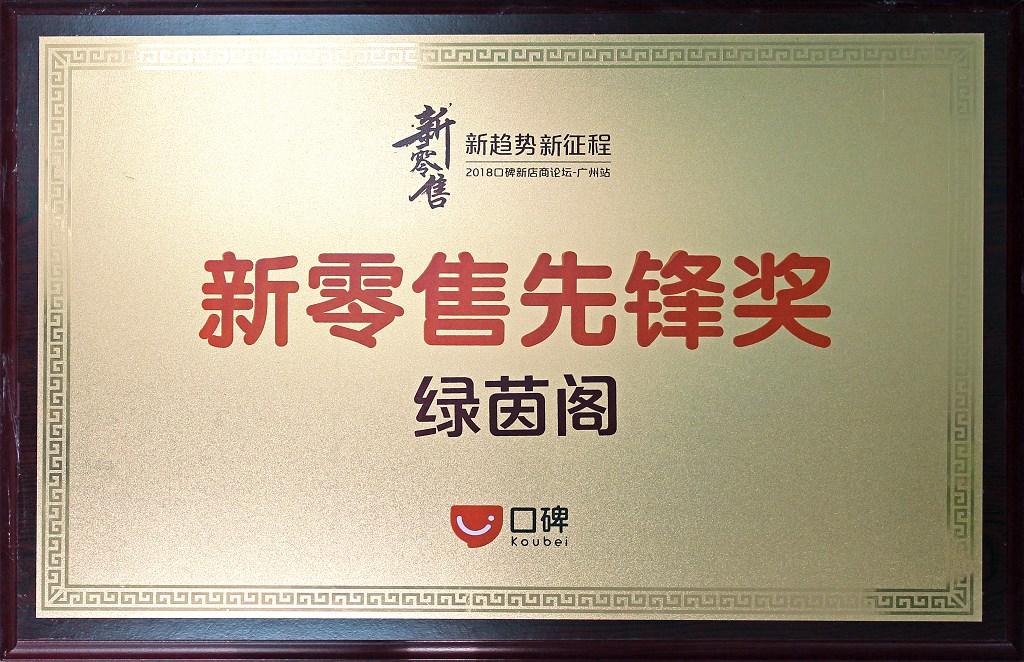 新零售
新趋势新征程
2018口碑新店商论坛-广州站
新零售先锋奖
绿茵阁
口碑
Koubei